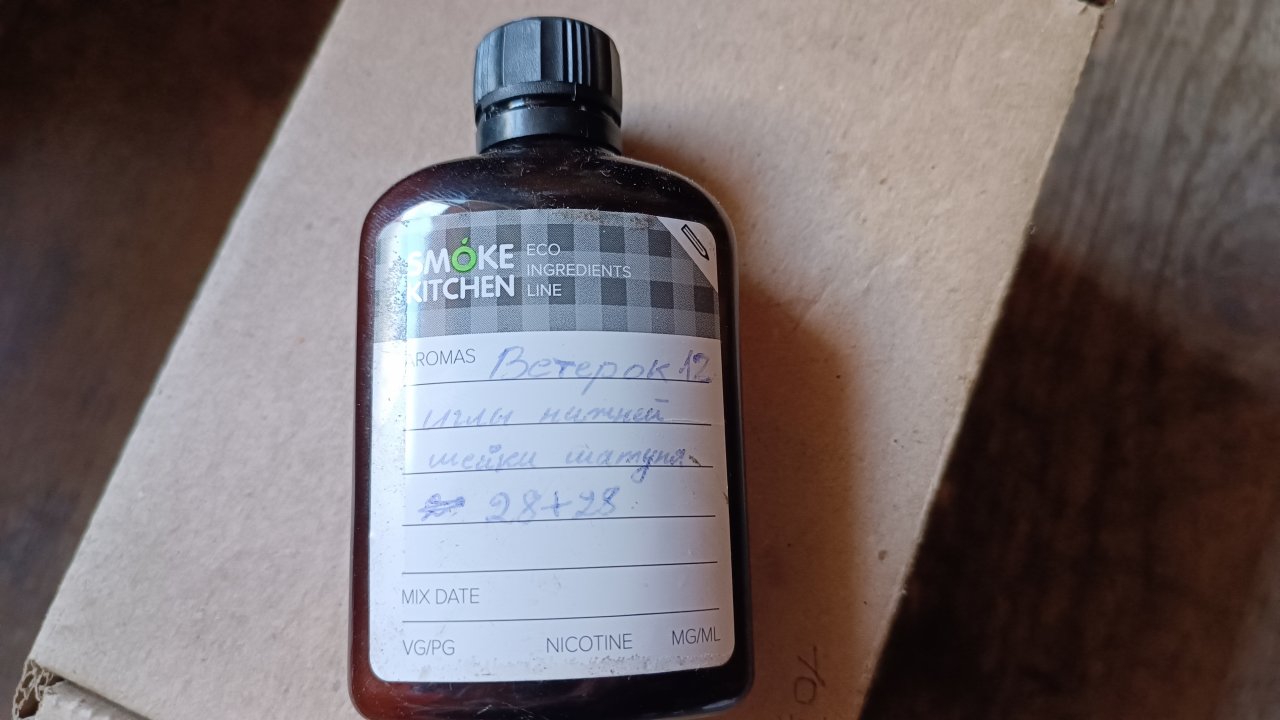 SMOKE
KITCHEN
ECO
INGREDIENTS
LINE
AROMAS Ветерок 12
иглы нижней
шейки шатуна
28+28
MIX DATE
VG/PG NICOTINE MG/ML